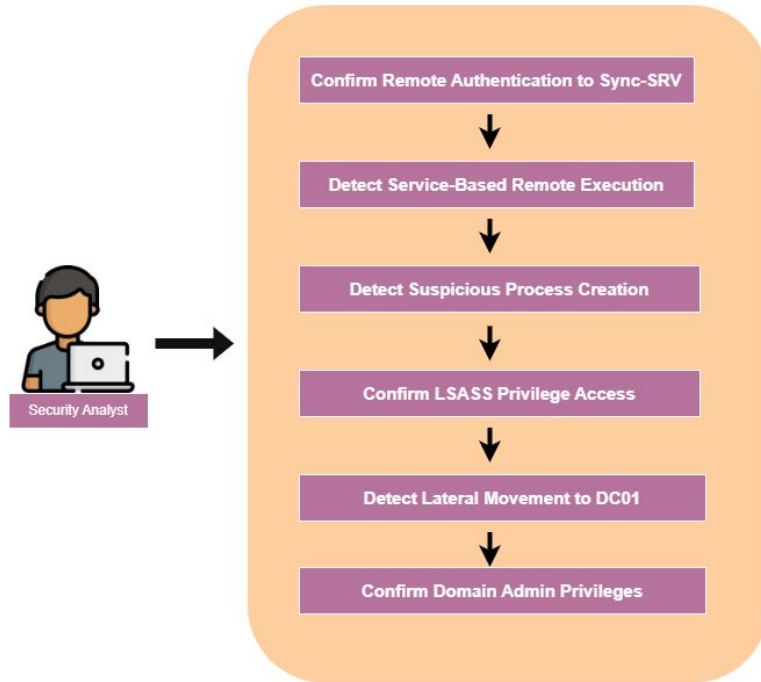 Confirm Remote Authentication to Sync-SRV
Detect Service-Based Remote Execution
Detect Suspicious Process Creation
Confirm LSASS Privilege Access
Detect Lateral Movement to DC01
Confirm Domain Admin Privileges
Security Analyst